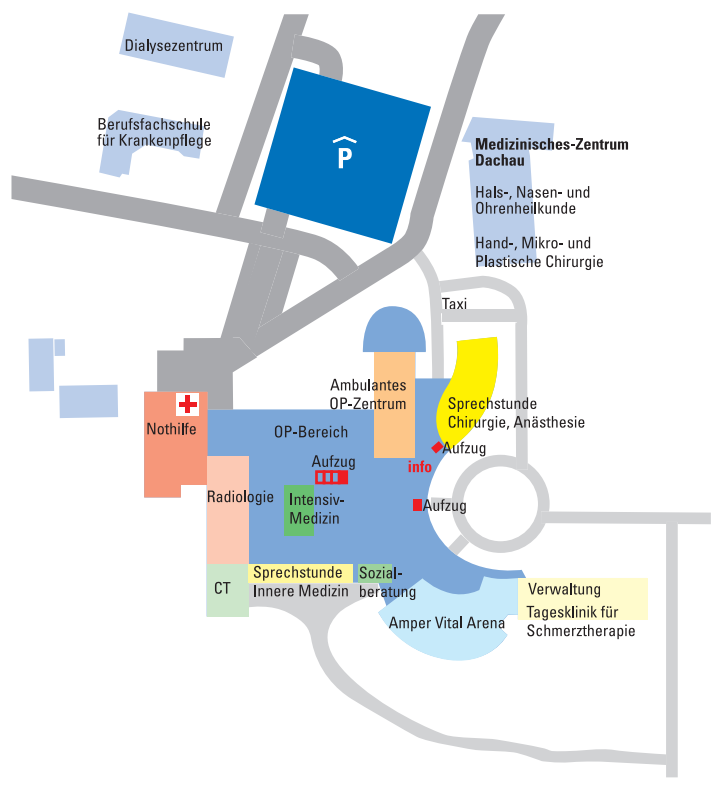 Dialysezentrum
Berufsfachschule
für Krankenpflege
P
Medizinisches-Zentrum
Dachau
Hals-, Nasen- und
Ohrenheilkunde
Hand-, Mikro- und
Plastische Chirurgie
Taxi
Ambulantes
OP-Zentrum
Sprechstunde
Chirurgie, Anästhesie
Nothilfe
OP-Bereich
Aufzug
info
Aufzug
Radiologie
Intensiv-
Medizin
Aufzug
CT
Sprechstunde
Innere Medizin
Sozial-
beratung
Verwaltung
Tagesklinik für
Schmerztherapie
Amper Vital Arena